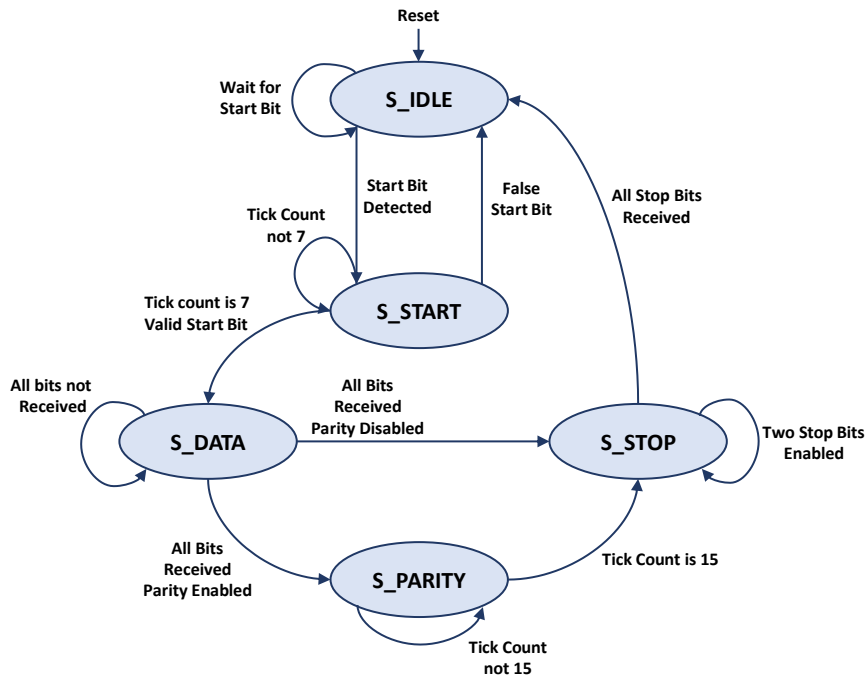 Reset
Wait for
Start Bit
S_IDLE
Start Bit
Detected
False
Start Bit
All Stop Bits
Received
Tick Count
not 7
S_START
Tick count is 7
Valid Start Bit
All bits not
Received
All Bits
Received
Parity Disabled
S_DATA
S_STOP
Two Stop Bits
Enabled
All Bits
Received
Parity Enabled
S_PARITY
Tick Count is 15
Tick Count
not 15